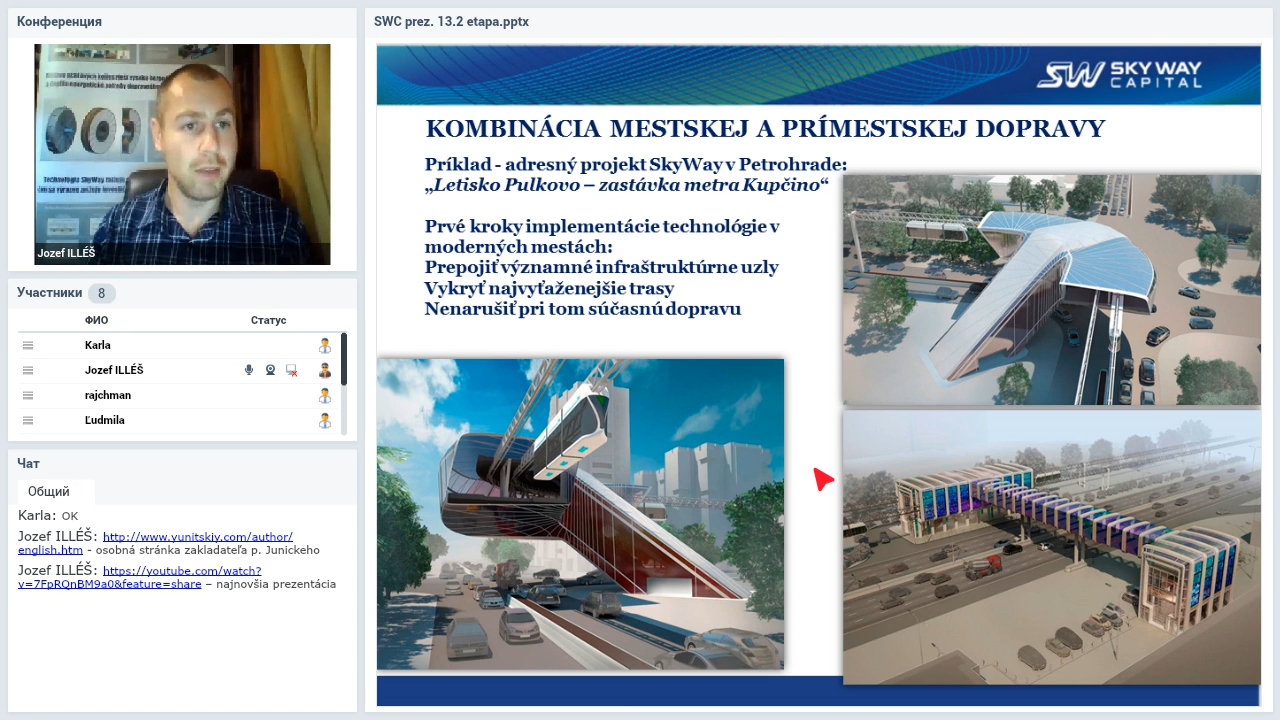 Конференция
Jozef ILLÉŠ
Участники 8
ФИО Статус
Karla
Jozef ILLÉŠ
rajchman
Ľudmila
Чат
Общий
Karla: OK
Jozef ILLÉŠ: http://www.yunitskiy.com/author/
english.htm - osobná stránka zakladateľa p. Junického
Jozef ILLÉŠ: https://youtube.com/watch?
v=7FpRQnBM9a0&feature=share – najnovšia prezentácia
SWC prez. 13.2 etapa.pptx
SW SKY WAY
CAPITAL
KOMBINÁCIA MESTSKEJ A PRÍMESTSKEJ DOPRAVY
Príklad - adresný projekt SkyWay v Petrohrade:
„Letisko Pulkovo – zastávka metra Kupčino“
Prvé kroky implementácie technológie v
moderných mestách:
Prepojiť významné infraštruktúrne uzly
Vykryť najvyťaženejšie trasy
Nenarušiť pri tom súčasnú dopravu